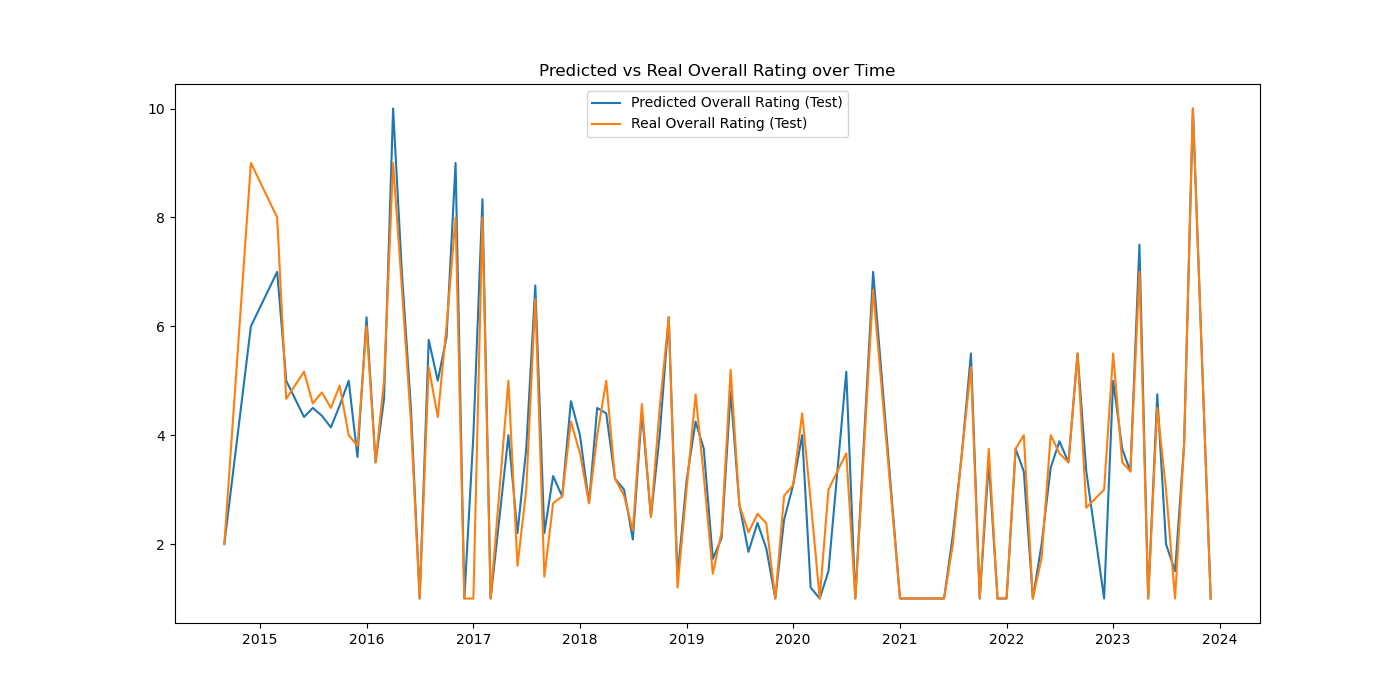 Predicted vs Real Overall Rating over Time
Predicted Overall Rating (Test)
Real Overall Rating (Test)
10
8
6
4
2
2015 2016 2017 2018 2019 2020 2021 2022 2023 2024